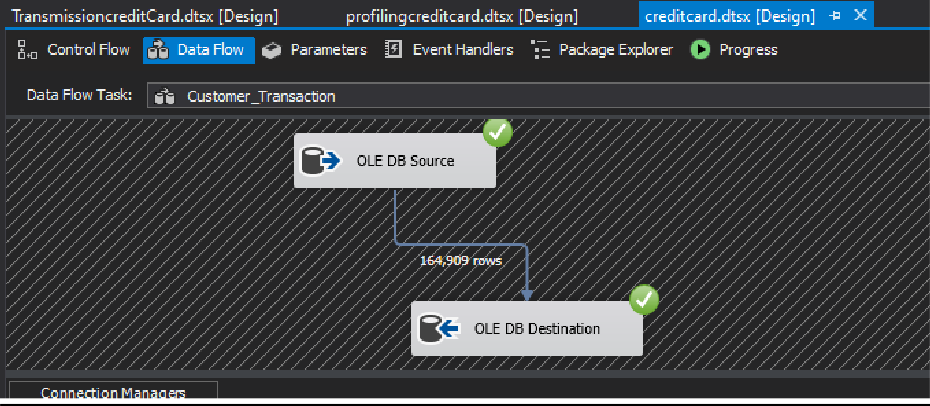 TransmissioncreditCard.dtsx [Design] profilingcreditcard.dtsx [Design] creditcard.dtsx [Design]
Control Flow Data Flow Parameters Event Handlers Package Explorer Progress
Data Flow Task: Customer_Transaction
OLE DB Source
164,909 rows
OLE DB Destination
Connection Managers